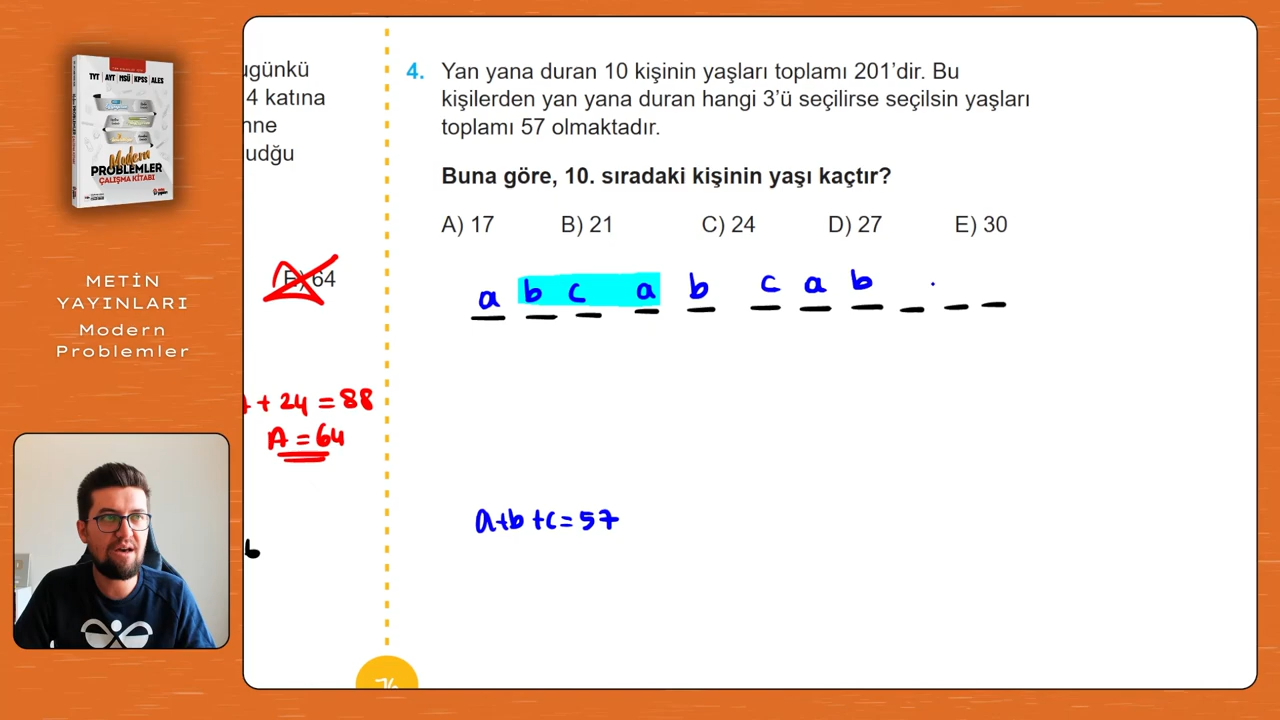 TYT | AYT | MSÜ | KPSS | ALES
Modern
PROBLEMLER
ÇALIŞMA KİTABI
METİN
YAYINLARI
Modern
Problemler
ugünkü
4 katına
nne
udğu
E) 64
+ 24 = 88
A = 64
b
4. Yan yana duran 10 kişinin yaşları toplamı 201'dir. Bu
kişilerden yan yana duran hangi 3'ü seçilirse seçilsin yaşları
toplamı 57 olmaktadır.
Buna göre, 10. sıradaki kişinin yaşı kaçtır?
A) 17 B) 21 C) 24 D) 27 E) 30
a b c a b c a b
a+b+c=57